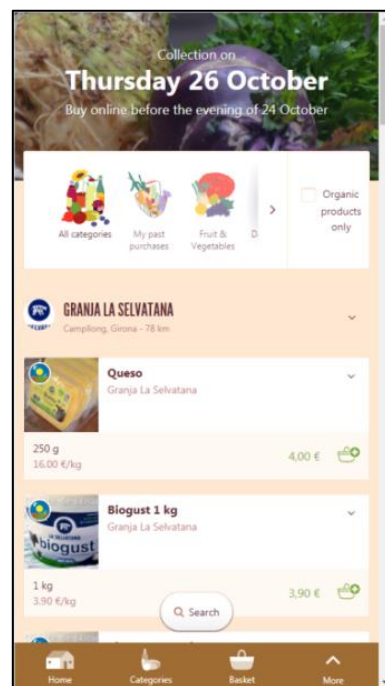 Collection on
Thursday 26 October
Buy online before the evening of 24 October
All categories
My past
purchases
Fruit &
Vegetables
D
Organic
products
only
GRANJA LA SELVATANA
Campllong, Girona - 78 km
Queso
Granja La Selvatana
250 g
16.00 €/kg
4,00 €
Biogust 1 kg
Granja La Selvatana
LA SELVATANA
biogust
1 kg
3.90 €/kg
3,90 €
Search
Home
Categories
Basket
More